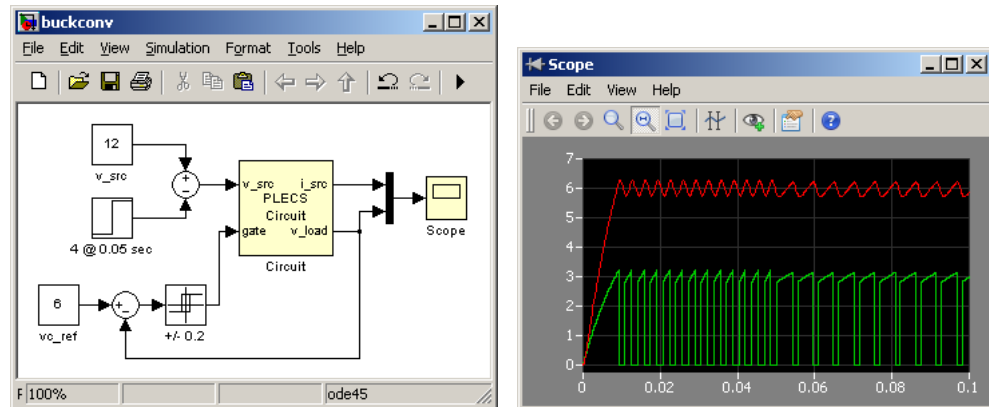 buckconv
File Edit View Simulation Format Tools Help
12
v_src
4 @ 0.05 sec
v_src i_src
PLECS
Circuit
gate v_load
Circuit
Scope
6
vc_ref
+/- 0.2
F 100% ode45
Scope
File Edit View Help
7
6
5
4
3
2
1
0
0 0.02 0.04 0.06 0.08 0.1